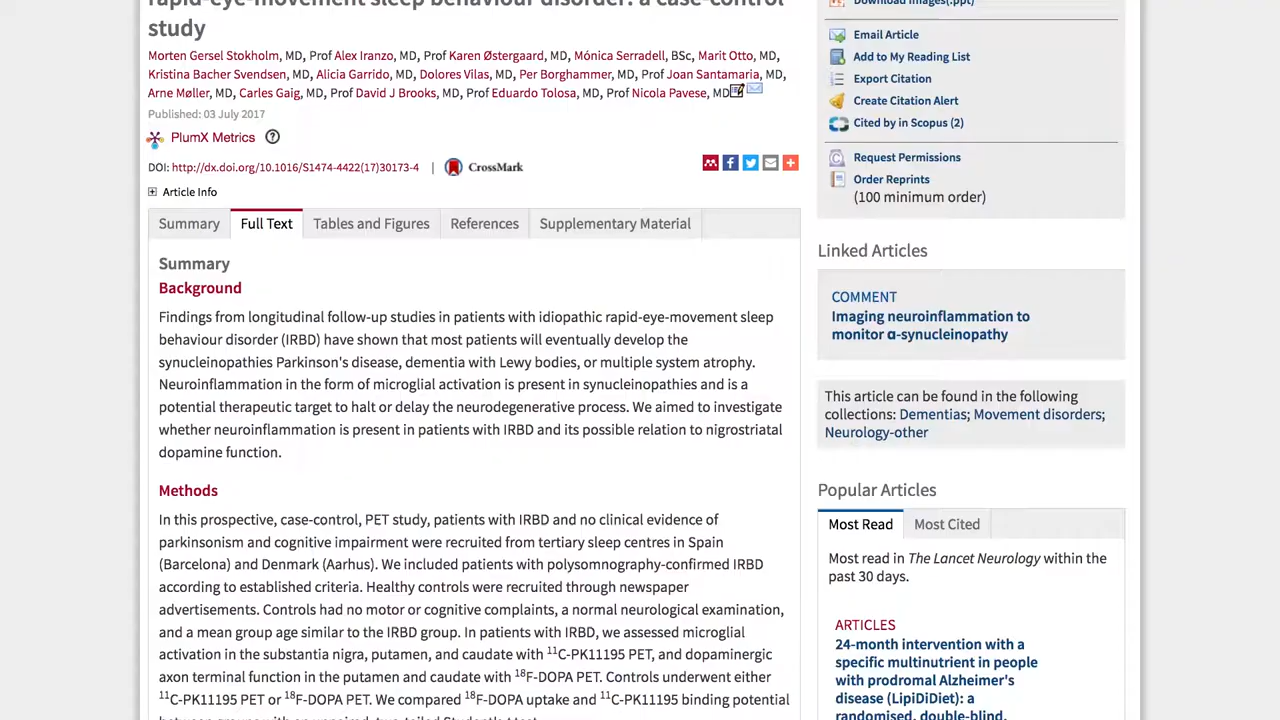 rapid-eye-movement sleep behaviour disorder: a case-control
study
Morten Gersel Stokholm, MD, Prof Alex Iranzo, MD, Prof Karen Østergaard, MD, Mónica Serradell, BSc, Marit Otto, MD,
Kristina Bacher Svendsen, MD, Alicia Garrido, MD, Dolores Vilas, MD, Per Borghammer, MD, Prof Joan Santamaria, MD,
Arne Møller, MD, Carles Gaig, MD, Prof David J Brooks, MD, Prof Eduardo Tolosa, MD, Prof Nicola Pavese, MD
Published: 03 July 2017
PlumX Metrics ?
DOI: http://dx.doi.org/10.1016/S1474-4422(17)30173-4 | CrossMark
Article Info
Summary Full Text Tables and Figures References Supplementary Material
Summary
Background
Findings from longitudinal follow-up studies in patients with idiopathic rapid-eye-movement sleep
behaviour disorder (IRBD) have shown that most patients will eventually develop the
synucleinopathies Parkinson's disease, dementia with Lewy bodies, or multiple system atrophy.
Neuroinflammation in the form of microglial activation is present in synucleinopathies and is a
potential therapeutic target to halt or delay the neurodegenerative process. We aimed to investigate
whether neuroinflammation is present in patients with IRBD and its possible relation to nigrostriatal
dopamine function.
Methods
In this prospective, case-control, PET study, patients with IRBD and no clinical evidence of
parkinsonism and cognitive impairment were recruited from tertiary sleep centres in Spain
(Barcelona) and Denmark (Aarhus). We included patients with polysomnography-confirmed IRBD
according to established criteria. Healthy controls were recruited through newspaper
advertisements. Controls had no motor or cognitive complaints, a normal neurological examination,
and a mean group age similar to the IRBD group. In patients with IRBD, we assessed microglial
activation in the substantia nigra, putamen, and caudate with ¹¹C-PK11195 PET, and dopaminergic
axon terminal function in the putamen and caudate with ¹⁸F-DOPA PET. Controls underwent either
¹¹C-PK11195 PET or ¹⁸F-DOPA PET. We compared ¹⁸F-DOPA uptake and ¹¹C-PK11195 binding potential
between groups with an unpaired, two-tailed Student's t test.
Download Images(.ppt)
Email Article
Add to My Reading List
Export Citation
Create Citation Alert
Cited by in Scopus (2)
Request Permissions
Order Reprints
(100 minimum order)
Linked Articles
COMMENT
Imaging neuroinflammation to
monitor α-synucleinopathy
This article can be found in the following
collections: Dementias; Movement disorders;
Neurology-other
Popular Articles
Most Read Most Cited
Most read in The Lancet Neurology within the
past 30 days.
ARTICLES
24-month intervention with a
specific multinutrient in people
with prodromal Alzheimer's
disease (LipiDiDiet): a
randomised, double-blind,